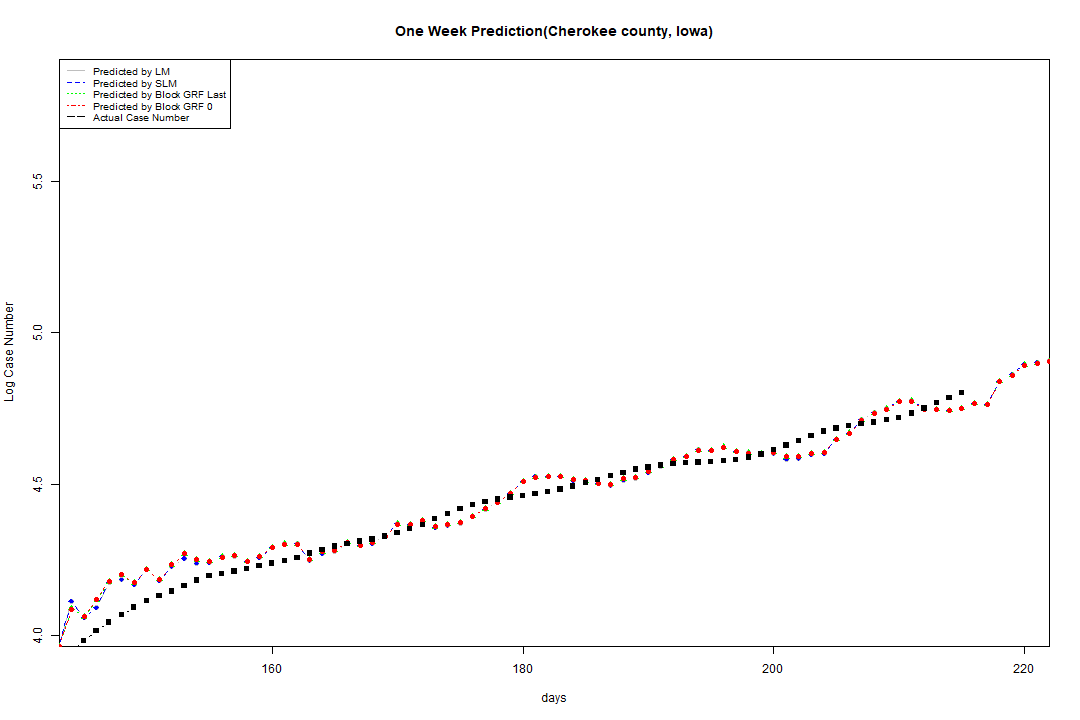 One Week Prediction(Cherokee county, Iowa)
Predicted by LM
Predicted by SLM
Predicted by Block GRF Last
Predicted by Block GRF 0
Actual Case Number
5.5
5.0
4.5
4.0
Log Case Number
160 180 200 220
days